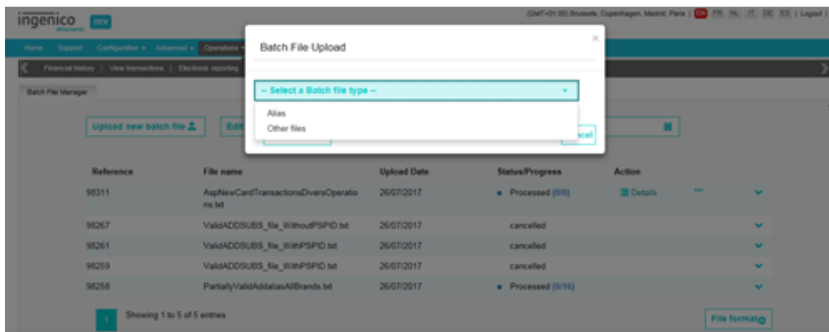 ingenico
DEV
(GMT+01:00) Brussels, Copenhagen, Madrid, Paris | EN FR NL IT DE ES | Logout
Home Support Configuration Advanced Operations
Financial history | View transactions | Electronic reporting
Batch File Manager
Batch File Upload
×
-- Select a Batch file type --
Alias
Other files
Upload new batch file
Edit
Reference File name Upload Date Status/Progress Action
98311 AspNewCardTransactionsDiversOperatio 26/07/2017 Processed (0/0) Details ...
ns.txt
98267 ValidADDSUBS_file_WithoutPSPID.txt 26/07/2017 cancelled
98261 ValidADDSUBS_file_WithPSPID.txt 26/07/2017 cancelled
98259 ValidADDSUBS_file_WithPSPID.txt 26/07/2017 cancelled
98258 PartiallyValidAddaliasAllBrands.txt 26/07/2017 Processed (0/16)
1 Showing 1 to 5 of 5 entries
File format